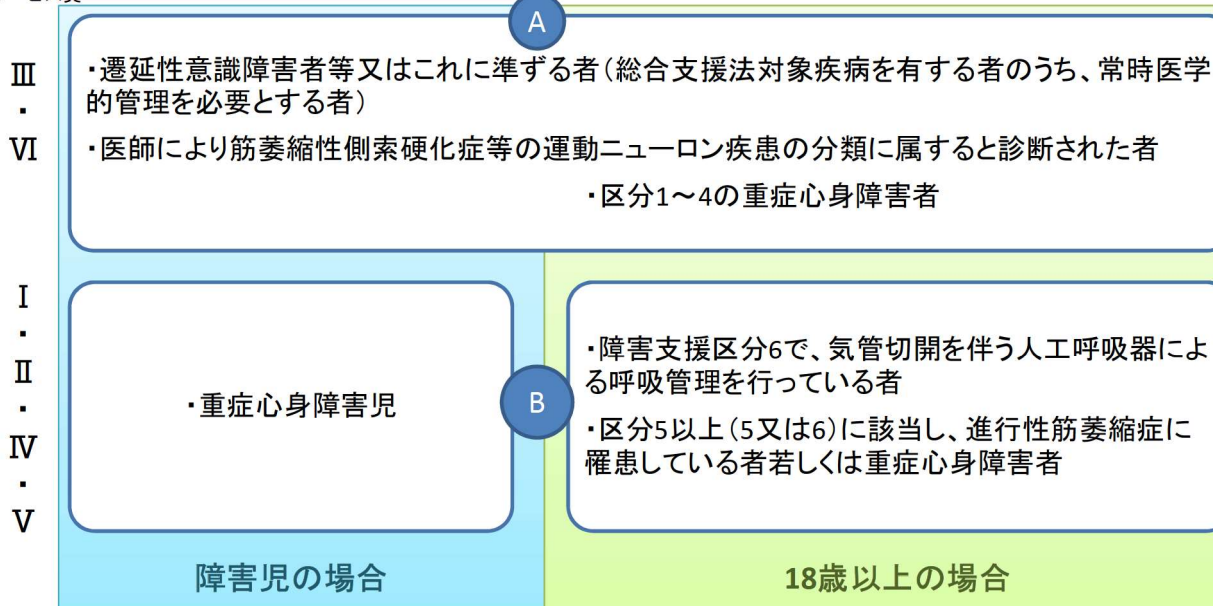 A
Ⅲ
・
Ⅵ
・遷延性意識障害者等又はこれに準ずる者(総合支援法対象疾病を有する者のうち、常時医学
的管理を必要とする者)
・医師により筋萎縮性側索硬化症等の運動ニューロン疾患の分類に属すると診断された者
・区分1～4の重症心身障害者
Ⅰ
・
Ⅱ
・
Ⅳ
・
Ⅴ
・重症心身障害児
B
・障害支援区分6で、気管切開を伴う人工呼吸器によ
る呼吸管理を行っている者
・区分5以上(5又は6)に該当し、進行性筋萎縮症に
罹患している者若しくは重症心身障害者
障害児の場合
18歳以上の場合